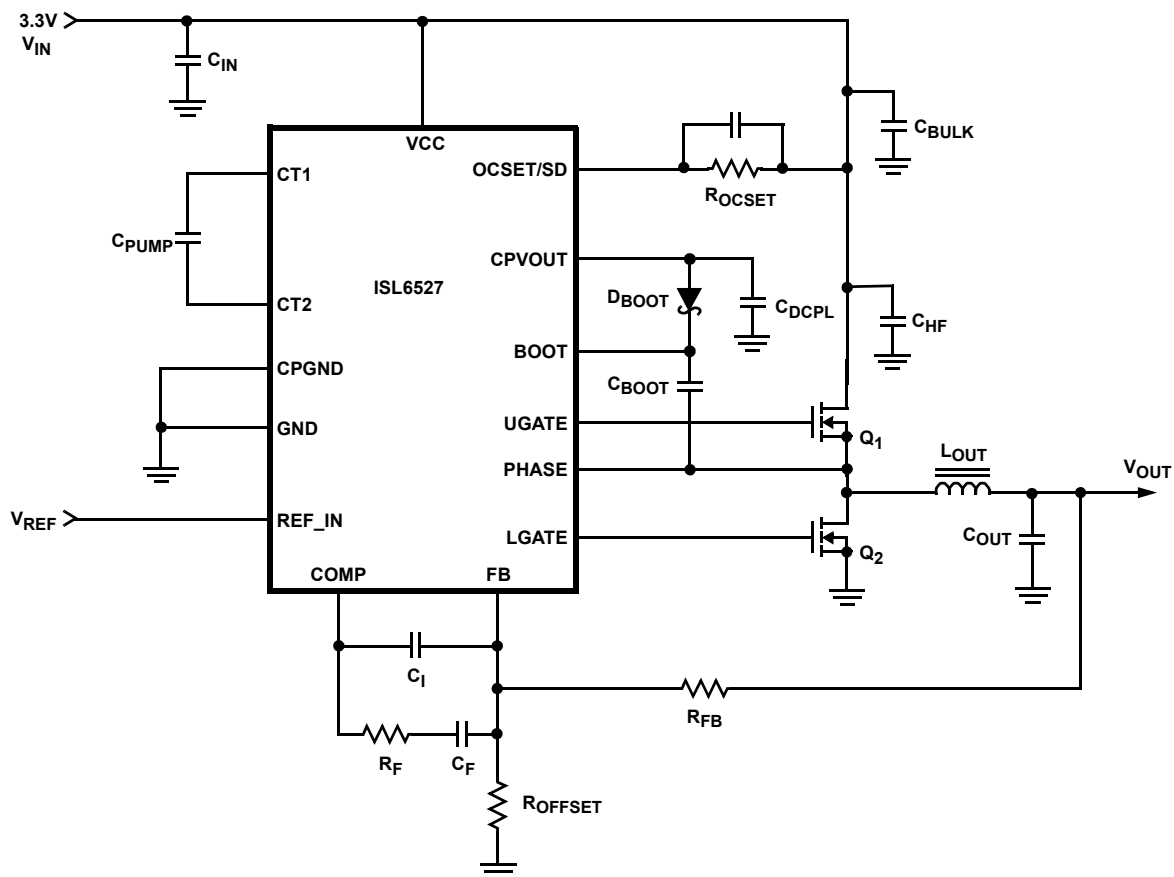 3.3V
VIN
CIN
CBULK
VCC
CT1
OCSET/SD
ROCSET
CPUMP
CPVOUT
ISL6527
DBOOT
CDCPL
CT2
CHF
BOOT
CPGND
CBOOT
UGATE
GND
Q1
PHASE
LOUT
VOUT
VREF
REF_IN
LGATE
COUT
Q2
COMP
FB
CI
RFB
RF
CF
ROFFSET